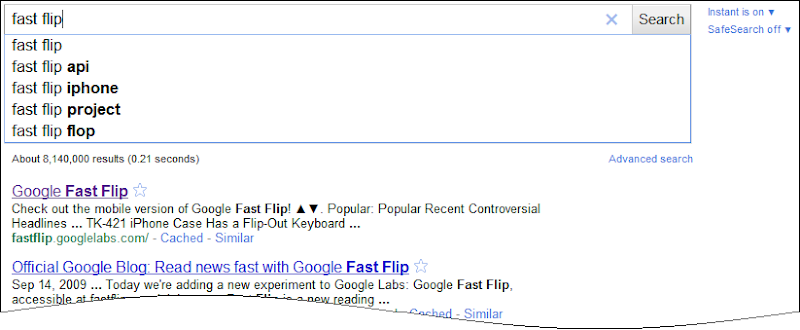 fast flip Search Instant is on ▼
SafeSearch off ▼
fast flip
fast flip api
fast flip iphone
fast flip project
fast flip flop
About 8,140,000 results (0.21 seconds) Advanced search
Google Fast Flip
Check out the mobile version of Google Fast Flip! ▲▼. Popular: Popular Recent Controversial
Headlines ... TK-421 iPhone Case Has a Flip-Out Keyboard ...
fastflip.googlelabs.com/ - Cached - Similar
Official Google Blog: Read news fast with Google Fast Flip
Sep 14, 2009 ... Today we're adding a new experiment to Google Labs: Google Fast Flip,
accessible at is a new reading ...
Cached - Similar